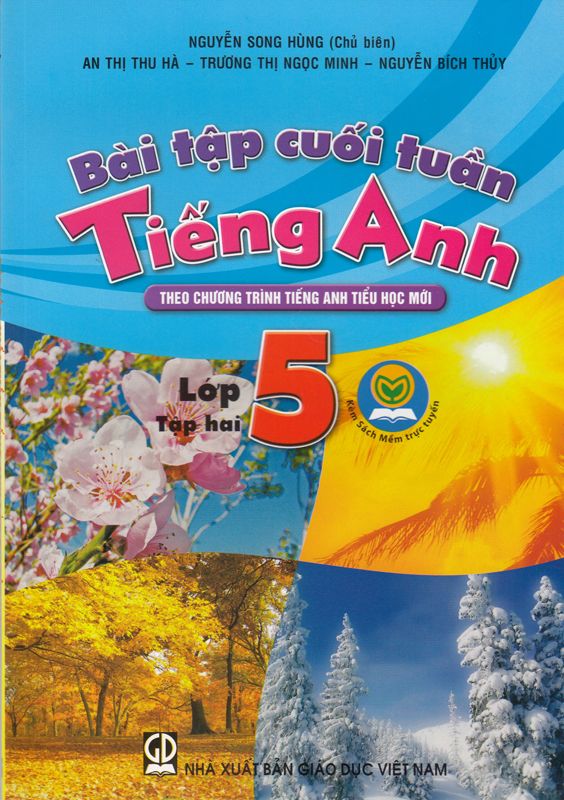 NGUYỄN SONG HÙNG (Chủ biên)
AN THỊ THU HÀ – TRƯƠNG THỊ NGỌC MINH – NGUYỄN BÍCH THỦY
Bài tập cuối tuần
Tiếng Anh
THEO CHƯƠNG TRÌNH TIẾNG ANH TIỂU HỌC MỚI
Lớp 5
Tập hai
Kèm Sách Mềm trực tuyến
GD
NHÀ XUẤT BẢN GIÁO DỤC VIỆT NAM